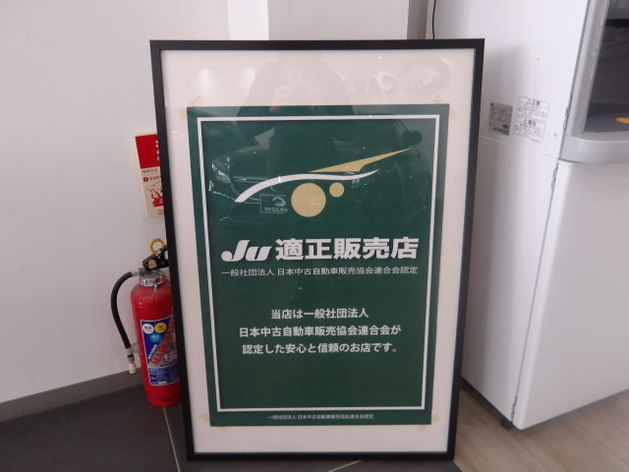 JU 適正販売店
一般社団法人 日本中古自動車販売協会連合会認定
当店は一般社団法人
日本中古自動車販売協会連合会が
認定した安心と信頼のお店です。
一般社団法人 日本中古自動車販売協会連合会認定